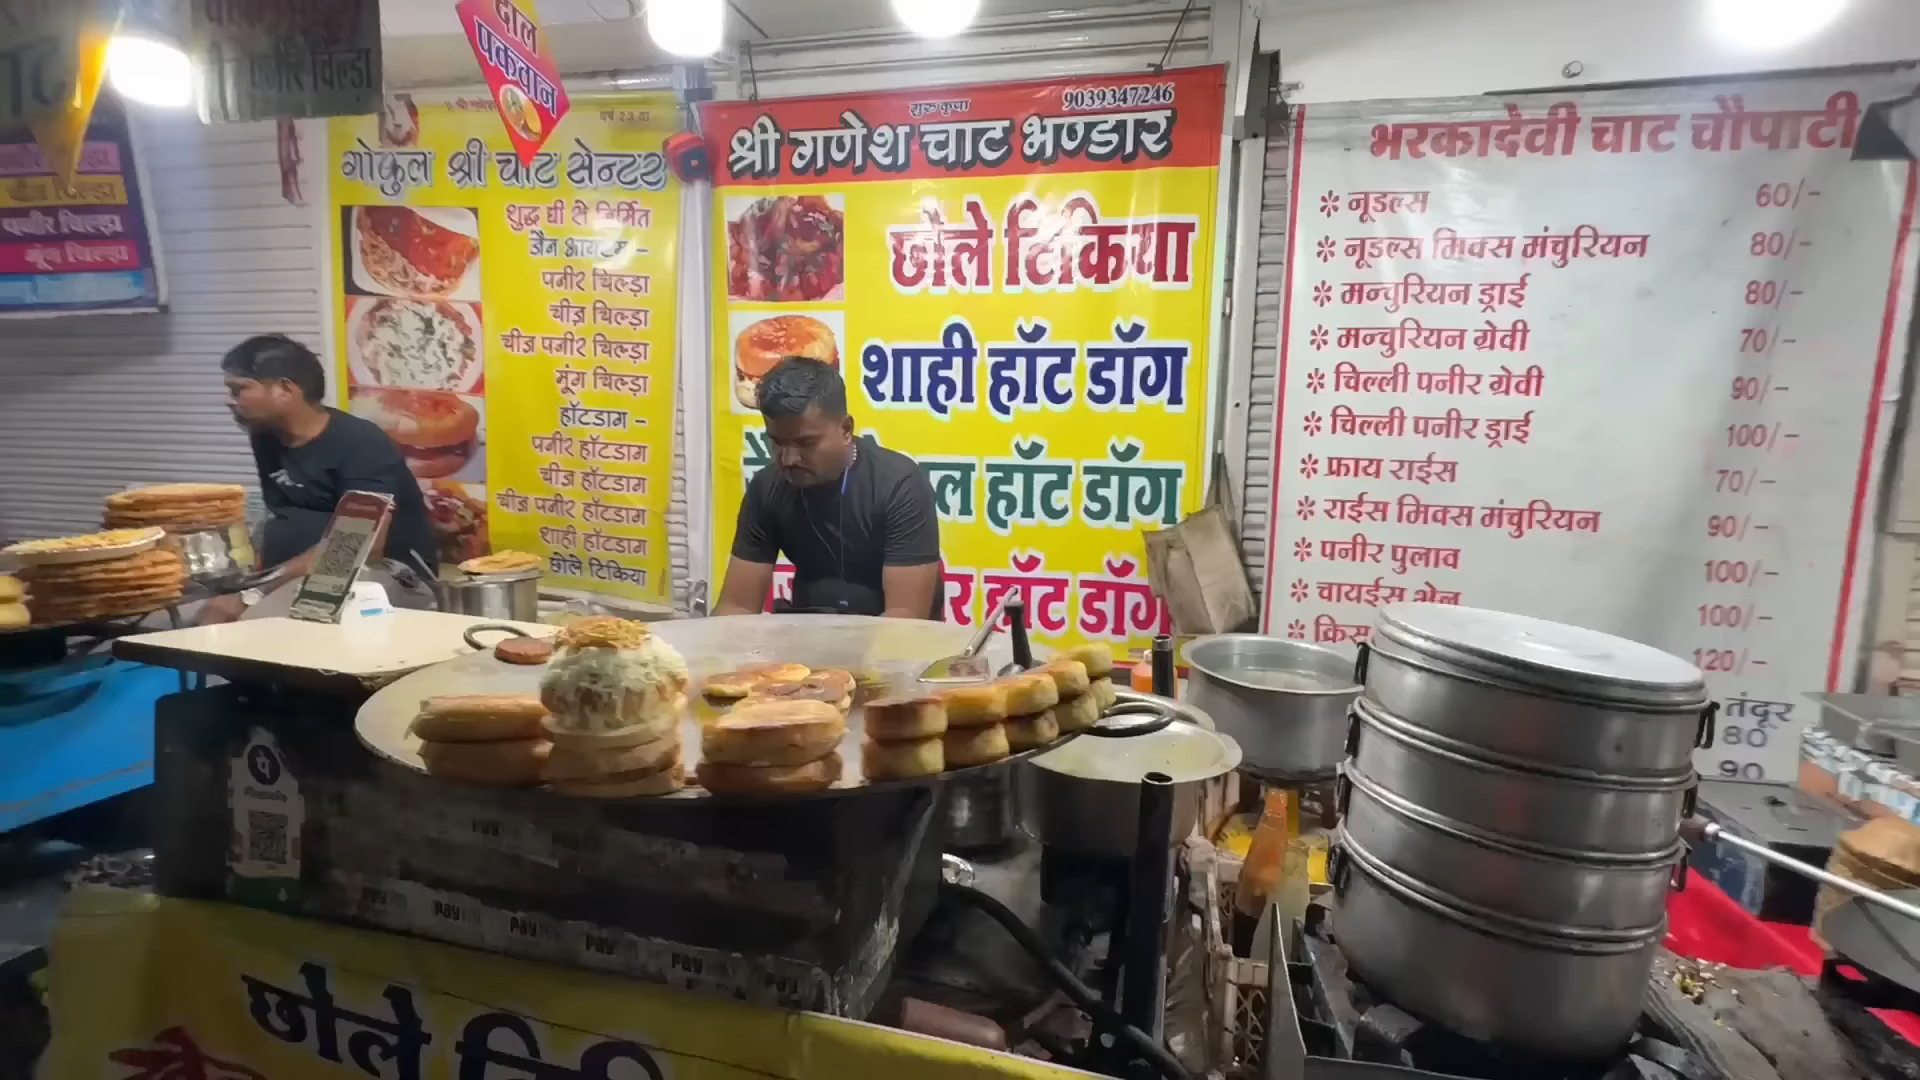 पनीर चिल्ड़ा
दाल
पकवान
पनीर चिल्ड़ा
मूंग चिल्ड़ा
गोकुल श्री चाट सेन्टर
शुद्ध घी से निर्मित
जैन आयटम -
पनीर चिल्ड़ा
चीज़ चिल्ड़ा
चीज पनीर चिल्ड़ा
मूंग चिल्ड़ा
हॉटडाग -
पनीर हॉटडाग
चीज हॉटडाग
चीज पनीर हॉटडाग
शाही हॉटडाग
छोले टिकिया
गुरु कृपा
9039347246
श्री गणेश चाट भण्डार
छौले टिकिया
शाही हॉट डॉग
हॉट डॉग
हॉट डॉग
भरकादेवी चाट चौपाटी
* नूडल्स 60/-
* नूडल्स मिक्स मंचुरियन 80/-
* मन्चुरियन ड्राई 80/-
* मन्चुरियन ग्रेवी 70/-
* चिल्ली पनीर ग्रेवी 90/-
* चिल्ली पनीर ड्राई 100/-
* फ्राय राईस 70/-
* राईस मिक्स मंचुरियन 90/-
* पनीर पुलाव 100/-
* चायईस भेल 100/-
120/-
तंदूर
80
90
छोले